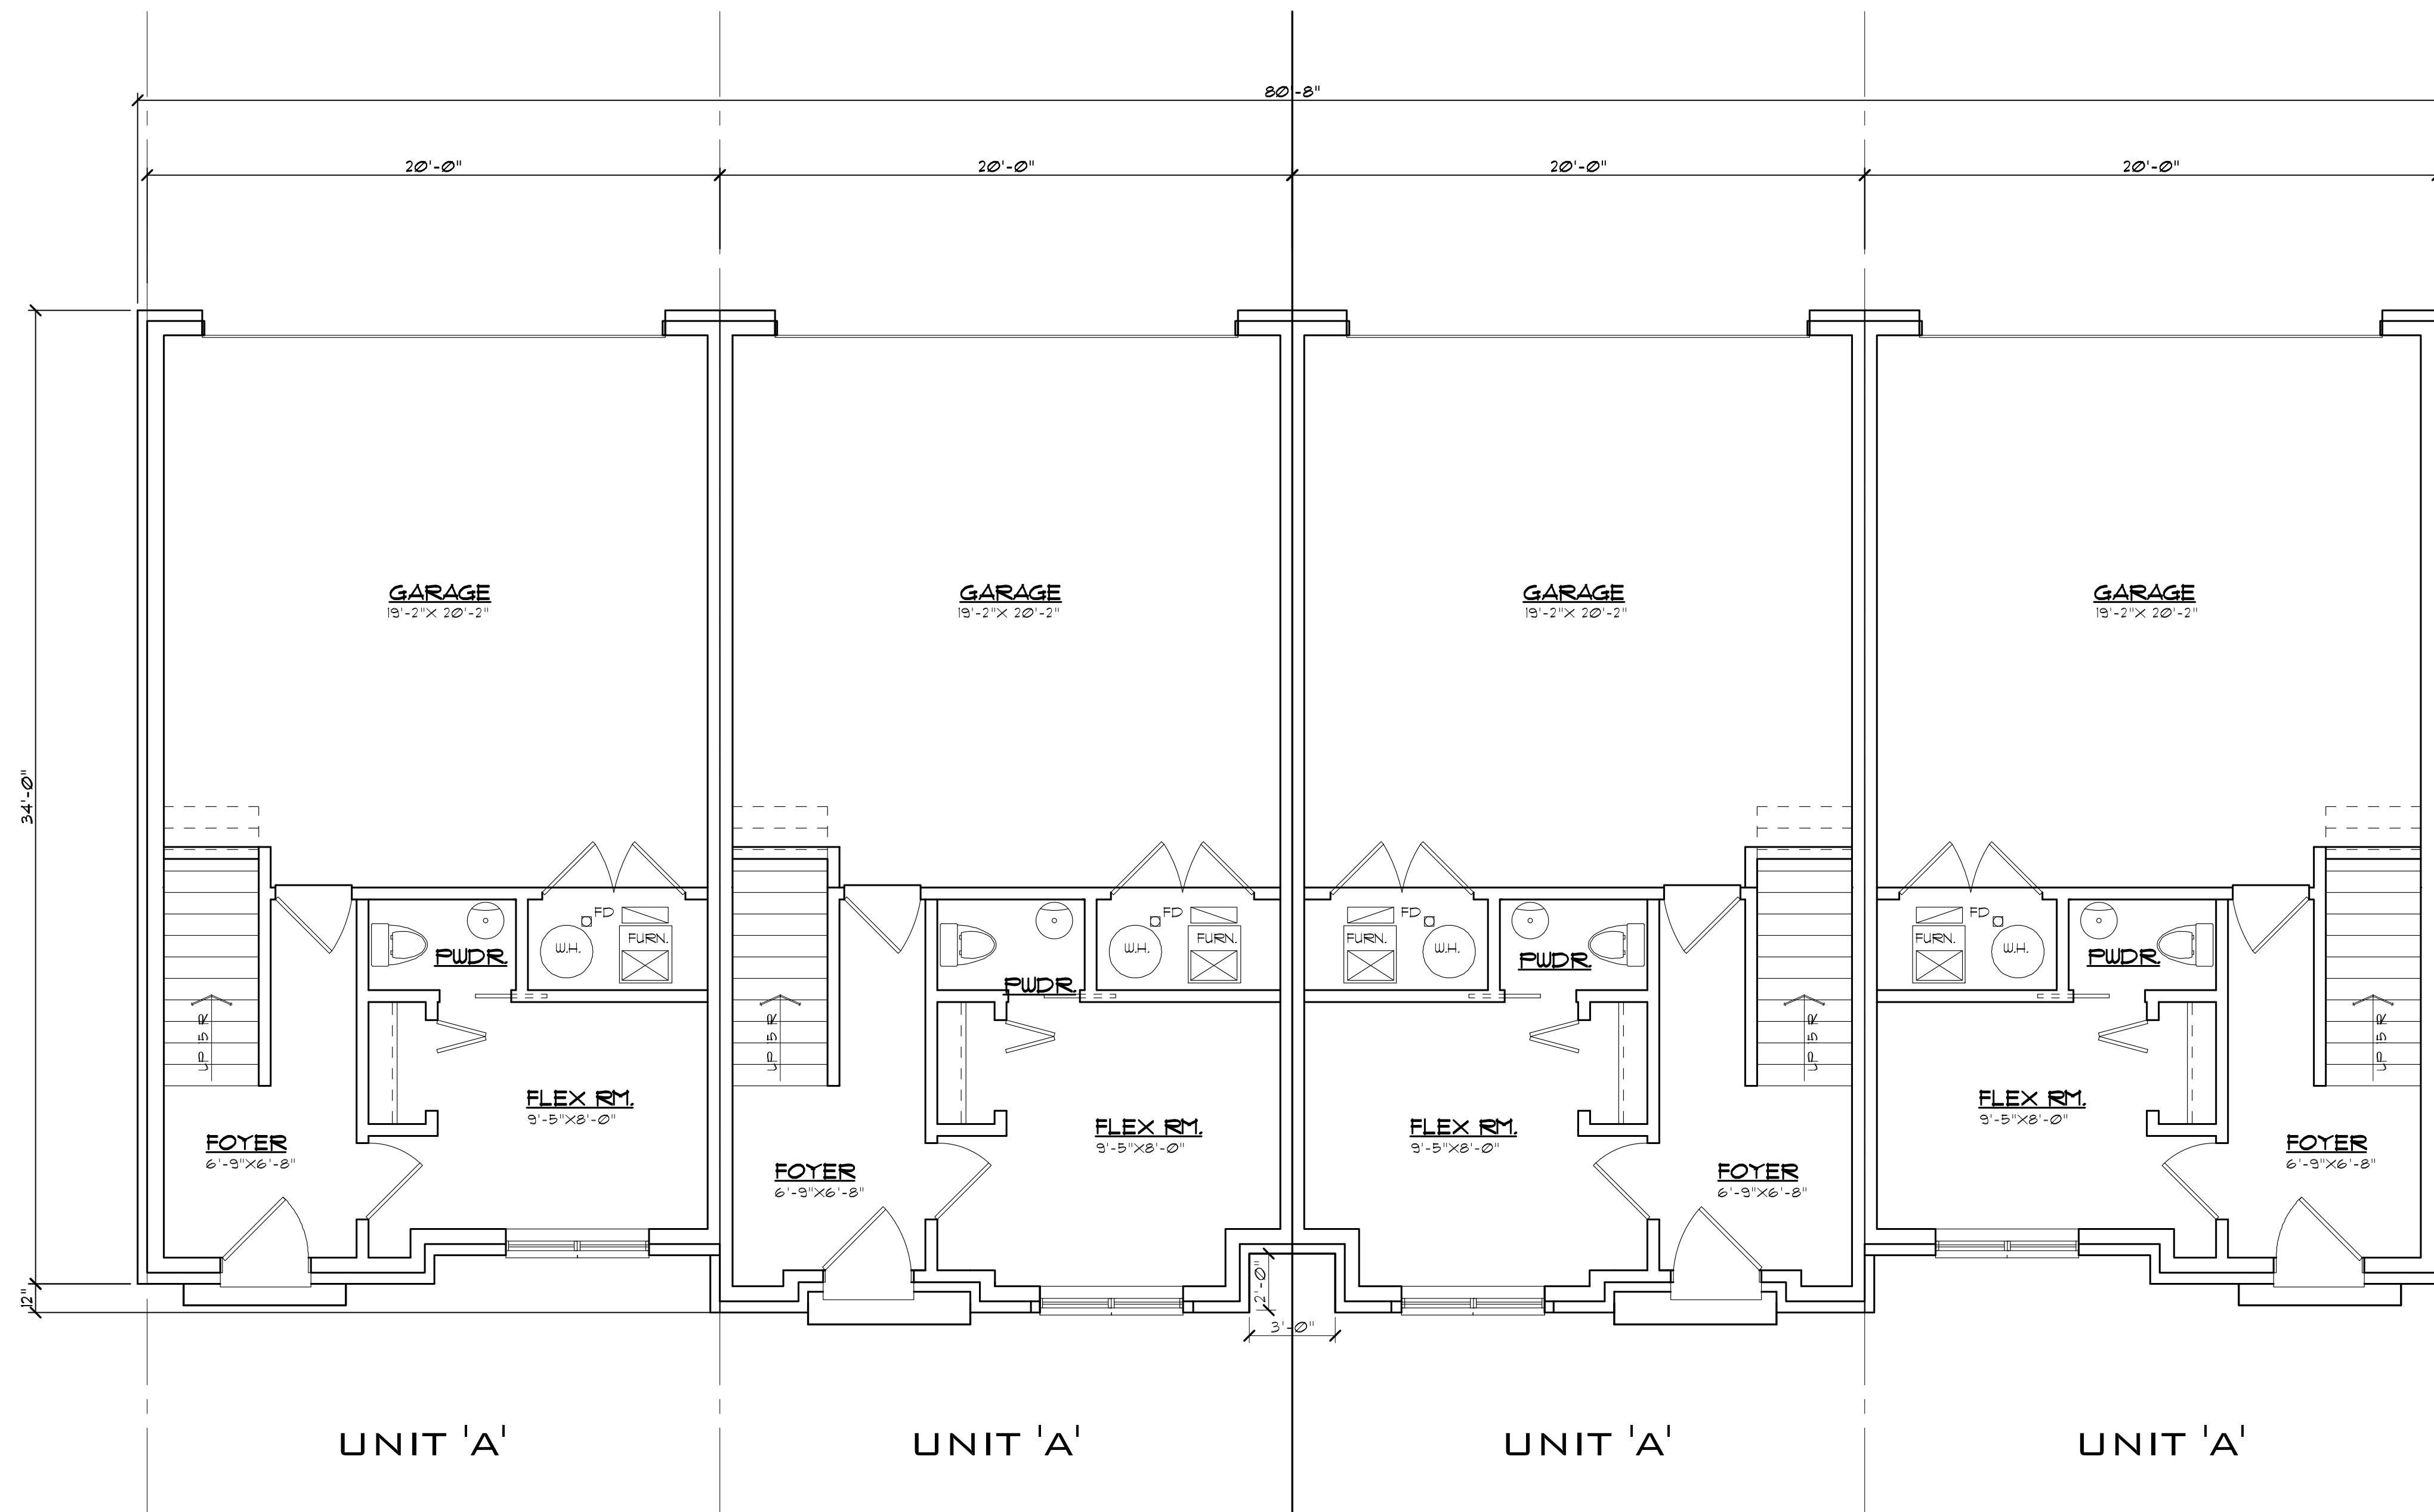 80'-8"
20'-0" 20'-0" 20'-0" 20'-0"
GARAGE GARAGE GARAGE GARAGE
19'-2"X 20'-2" 19'-2"X 20'-2" 19'-2"X 20'-2" 19'-2"X 20'-2"
34'-0"
FD FD FD FD
W.H. FURN. W.H. FURN. FURN. W.H. FURN. W.H.
PWDR. PWDR. PWDR. PWDR.
UP 15R UP 15R UP 15R UP 15R
FLEX RM. FLEX RM. FLEX RM. FLEX RM.
9'-5"X8'-0" 9'-5"X8'-0" 9'-5"X8'-0" 9'-5"X8'-0"
FOYER FOYER FOYER FOYER
6'-9"X6'-8" 6'-9"X6'-8" 6'-9"X6'-8" 6'-9"X6'-8"
12" 2'-0"
3'-0"
UNIT 'A' UNIT 'A' UNIT 'A' UNIT 'A'